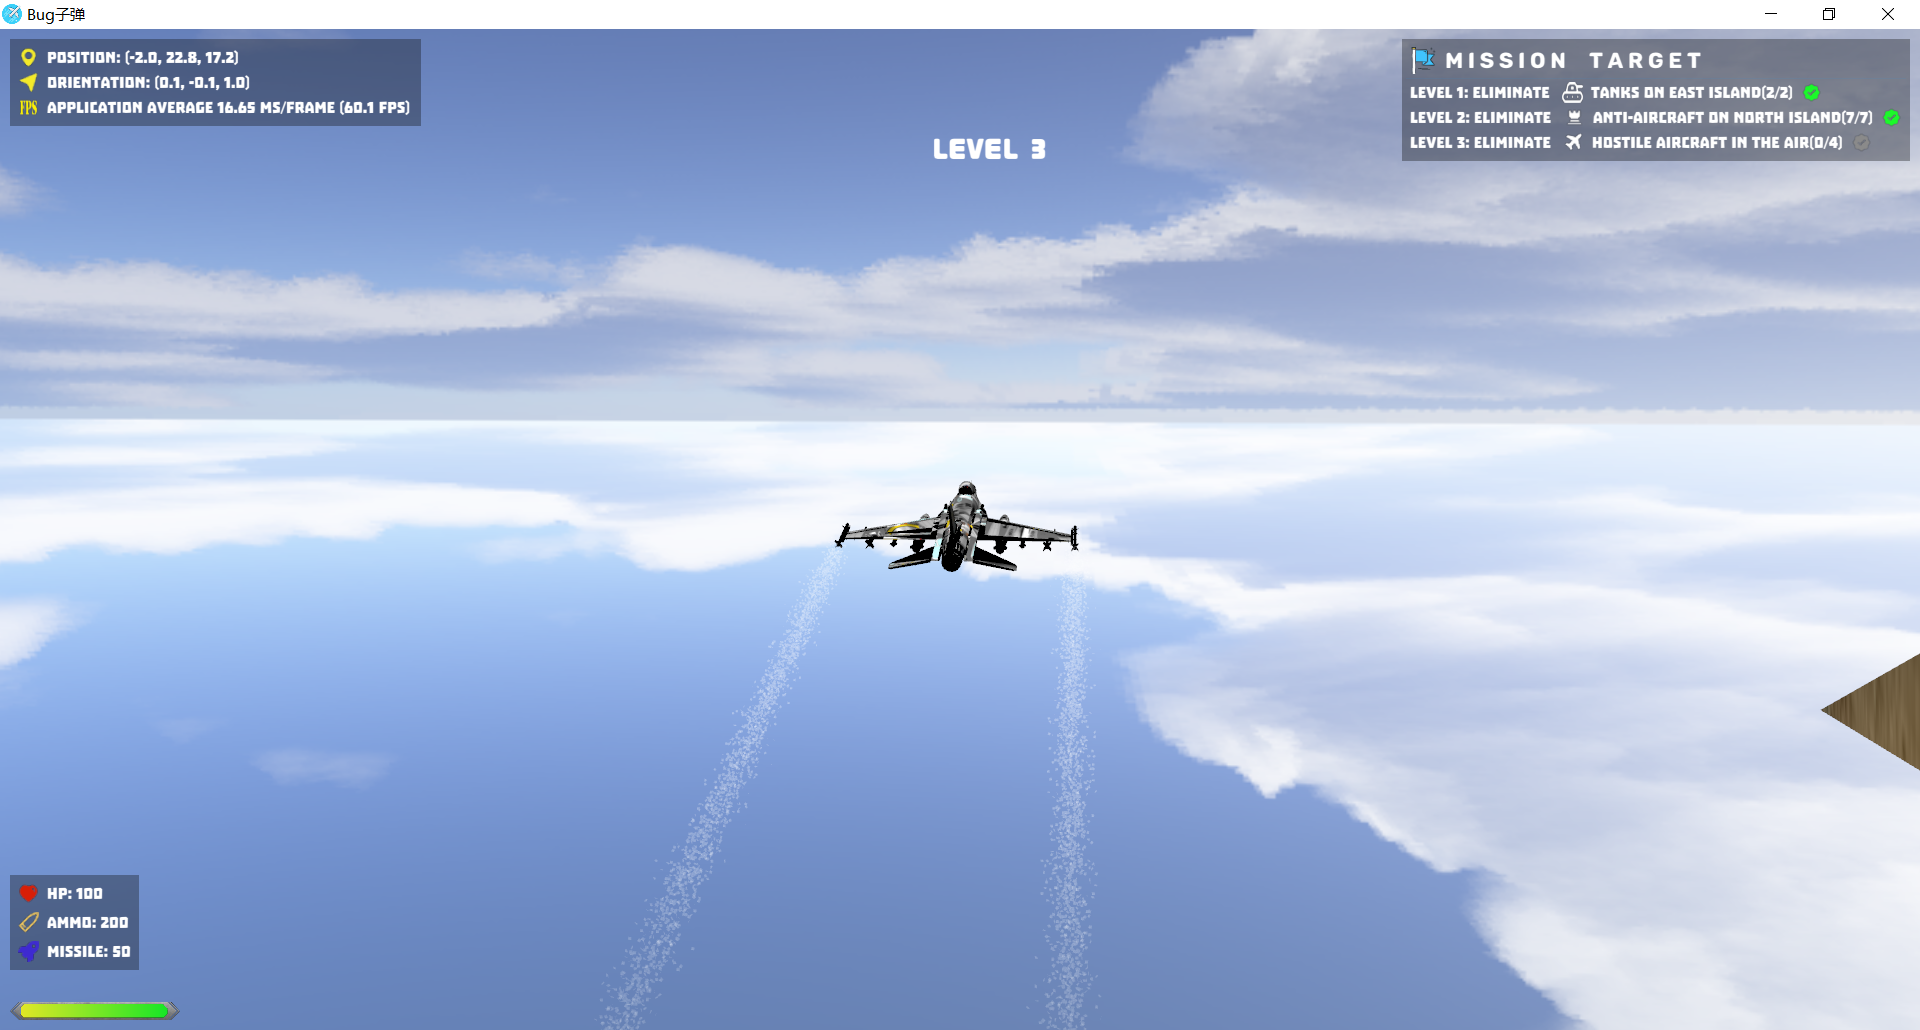 Bug子弹
POSITION: (-2.0, 22.8, 17.2)
ORIENTATION: (0.1, -0.1, 1.0)
FPS APPLICATION AVERAGE 16.65 MS/FRAME (60.1 FPS)
MISSION TARGET
LEVEL 1: ELIMINATE TANKS ON EAST ISLAND(2/2)
LEVEL 2: ELIMINATE ANTI-AIRCRAFT ON NORTH ISLAND(7/7)
LEVEL 3: ELIMINATE HOSTILE AIRCRAFT IN THE AIR(0/4)
LEVEL 3
HP: 100
AMMO: 200
MISSILE: 50